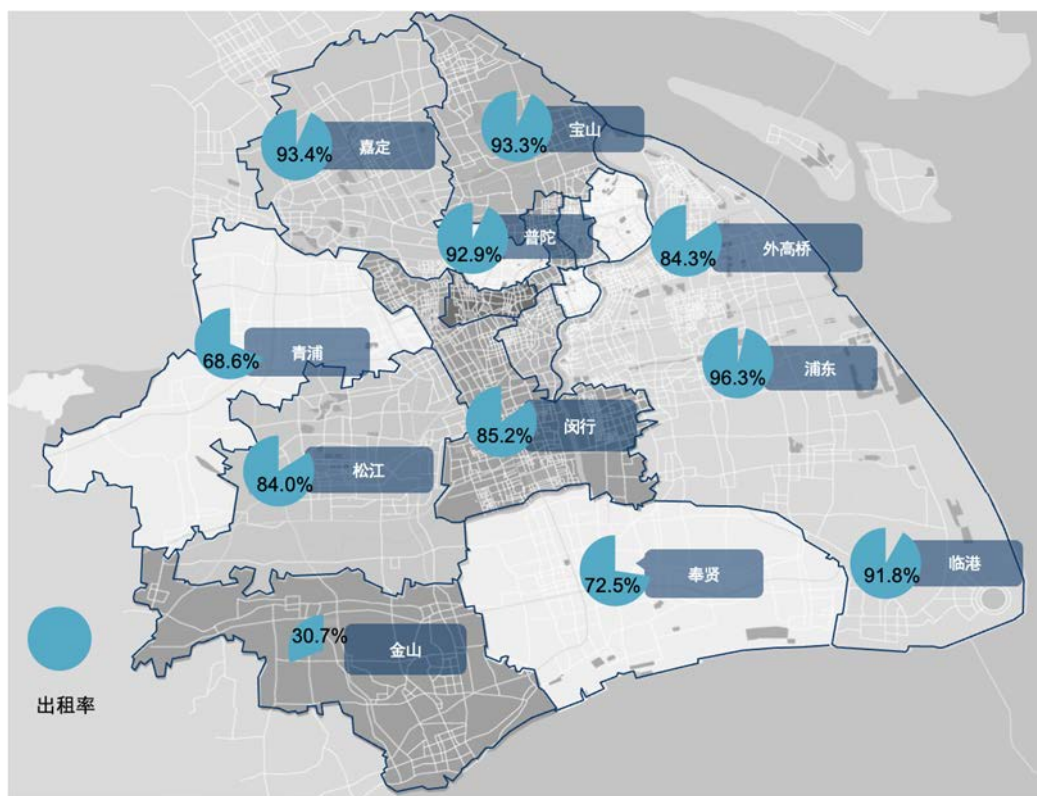 嘉定
93.4%
宝山
93.3%
普陀
92.9%
外高桥
84.3%
青浦
68.6%
浦东
96.3%
闵行
85.2%
松江
84.0%
奉贤
72.5%
临港
91.8%
金山
30.7%
出租率